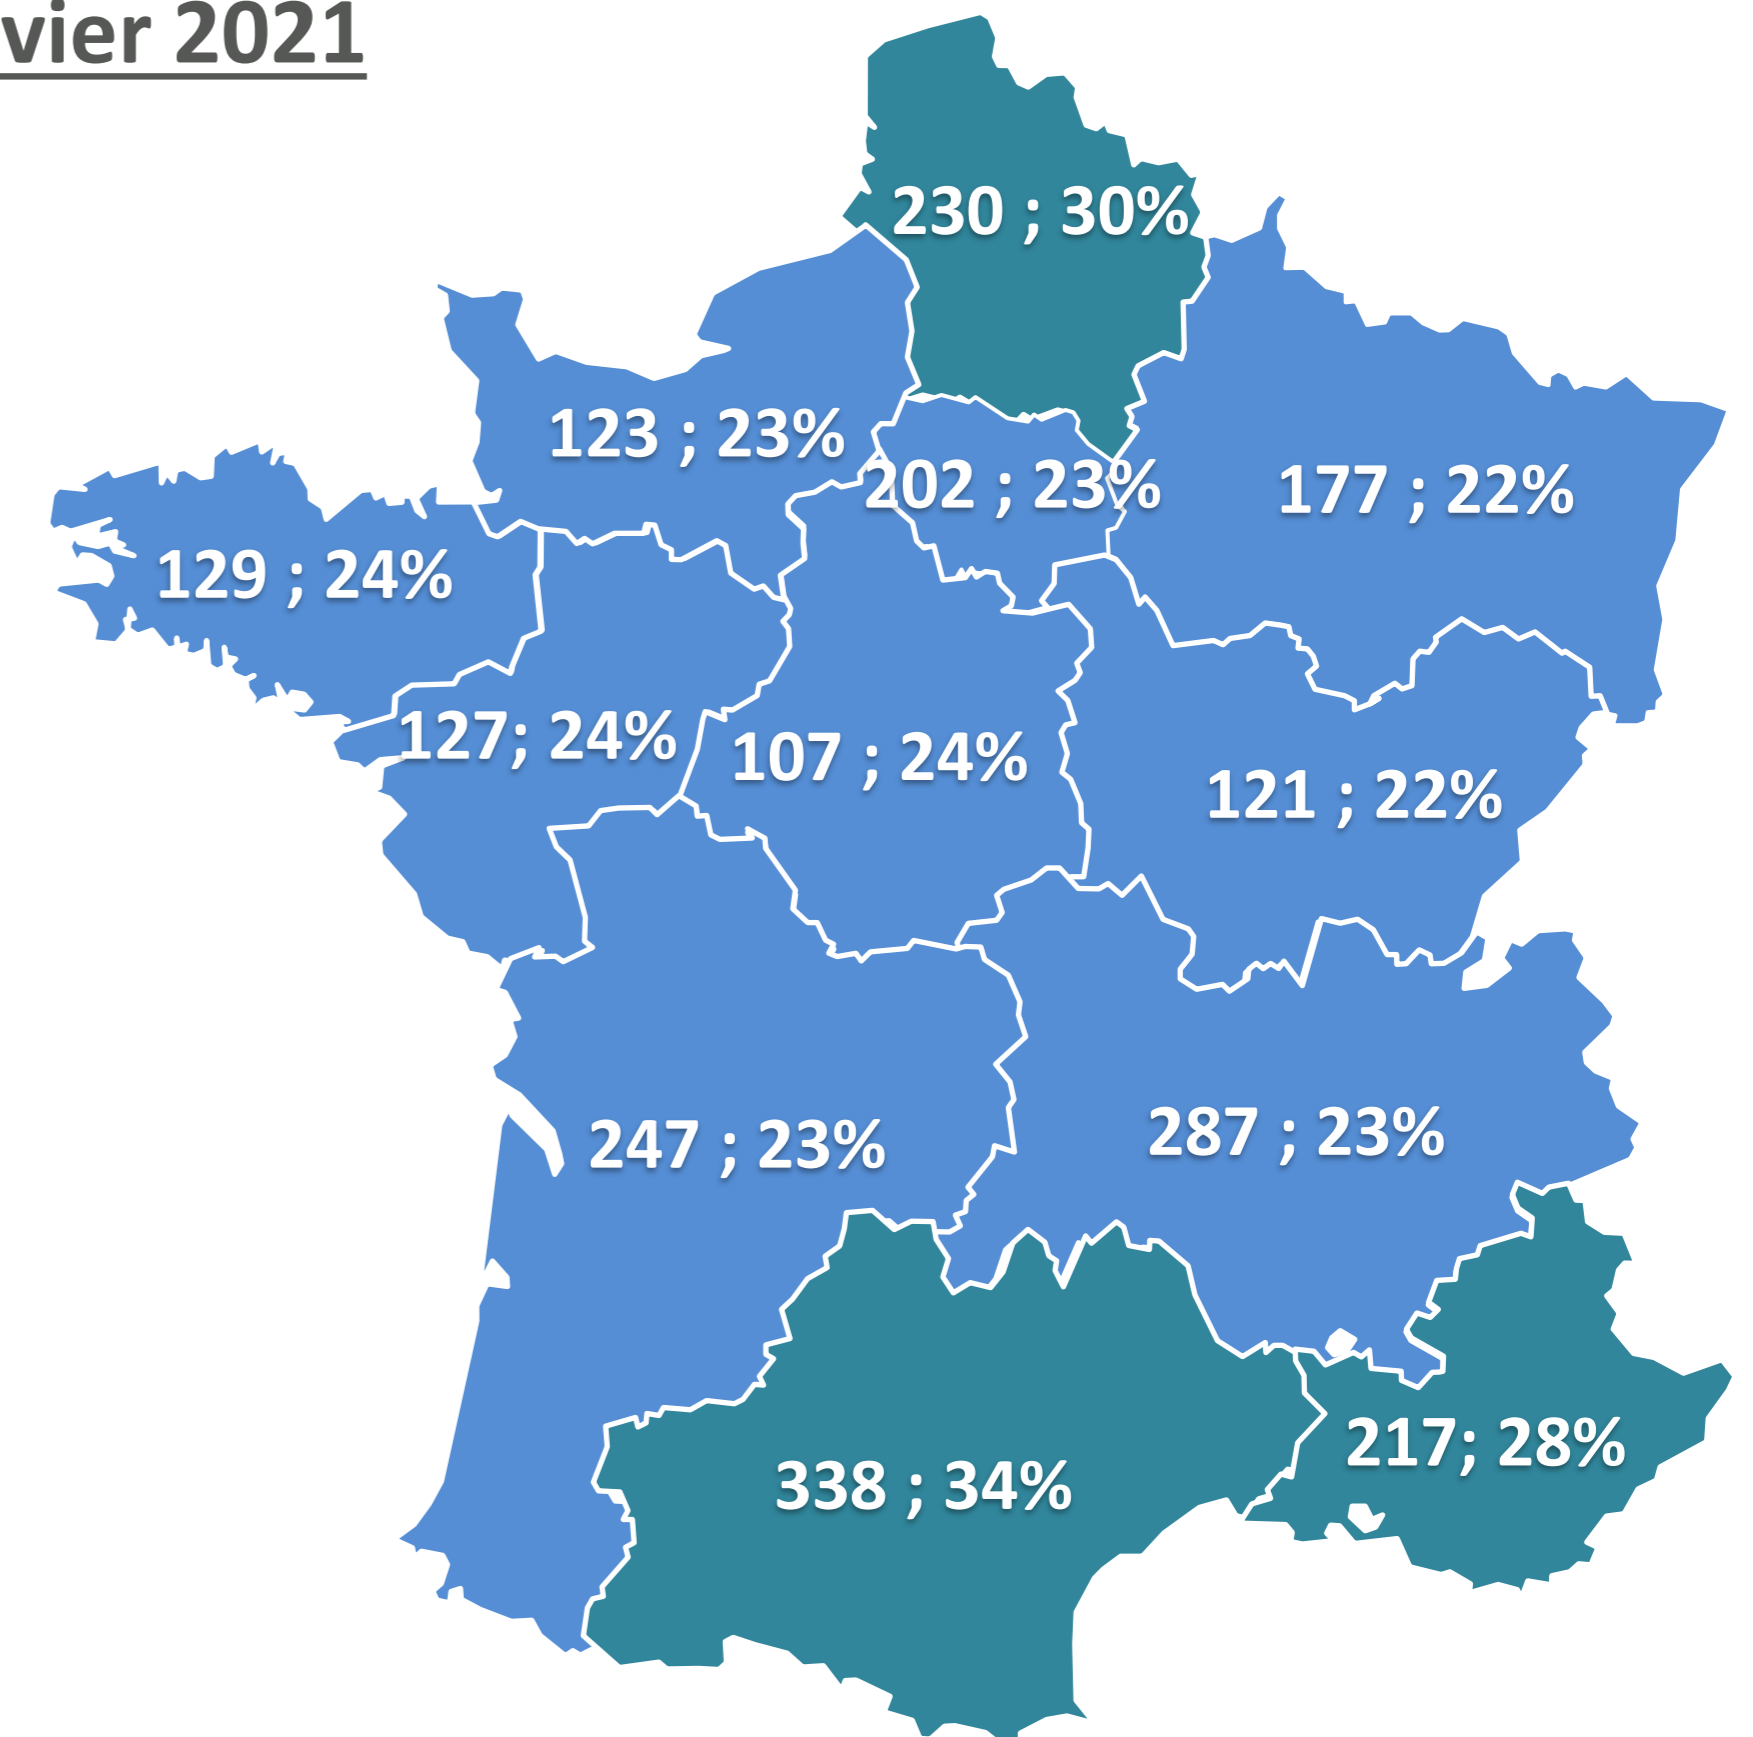 vier 2021
230 ; 30%
123 ; 23%
202 ; 23%
177 ; 22%
129 ; 24%
127; 24%
107 ; 24%
121 ; 22%
247 ; 23%
287 ; 23%
217; 28%
338 ; 34%